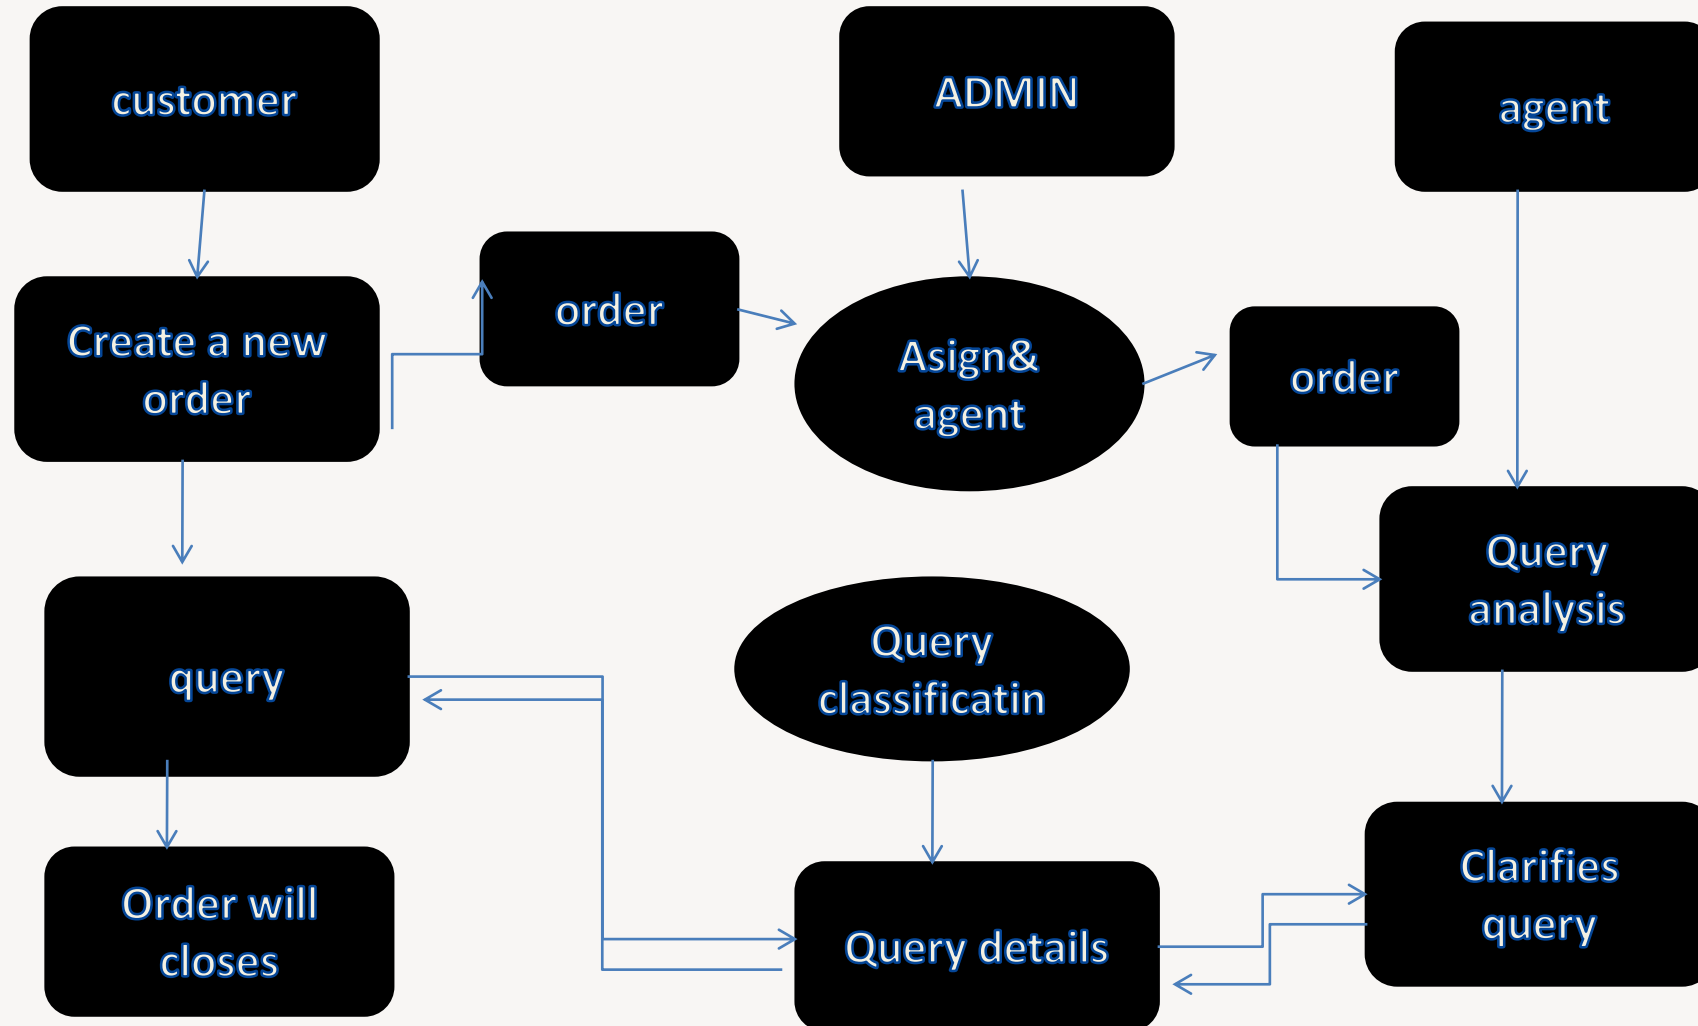 customer
ADMIN
agent
order
Create a new
order
Asign&
agent
order
Query
analysis
query
Query
classificatin
Order will
closes
Query details
Clarifies
query